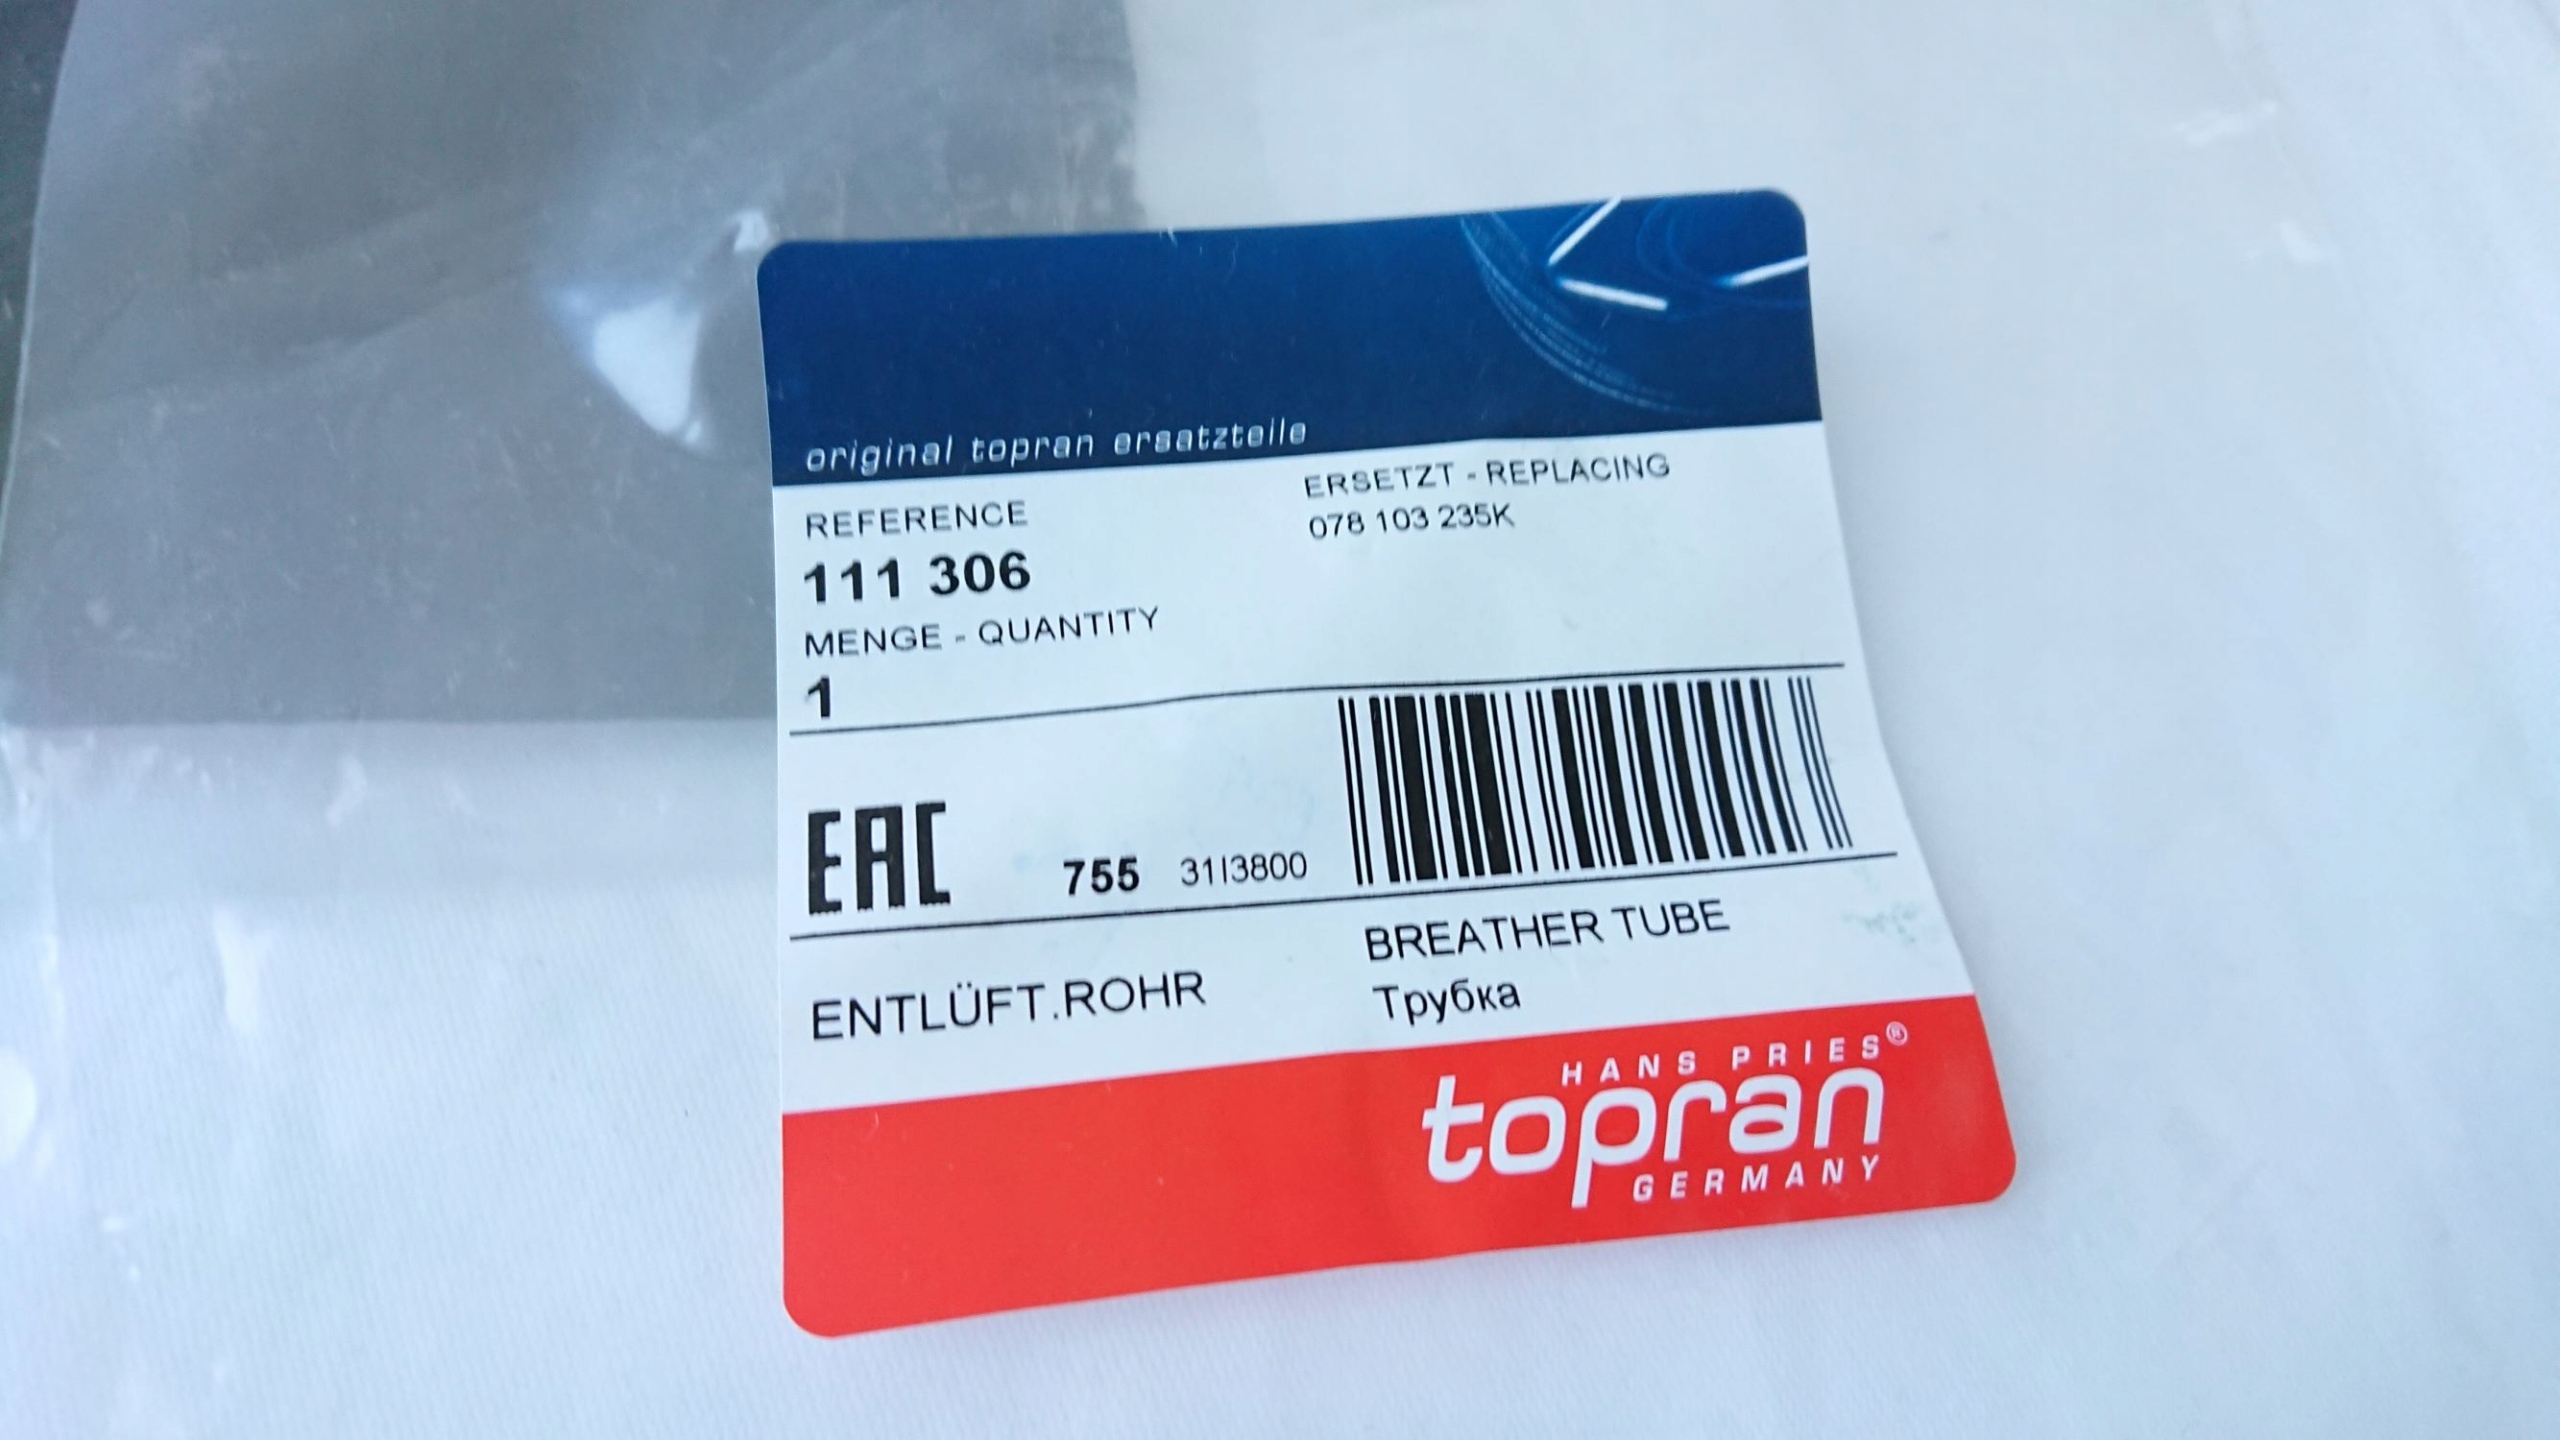 original topran ersatzteile
REFERENCE
111 306
MENGE - QUANTITY
1
ERSETZT - REPLACING
078 103 235K
EAC
755 31I3800
ENTLÜFT.ROHR
BREATHER TUBE
Трубка
HANS PRIES®
topran
GERMANY